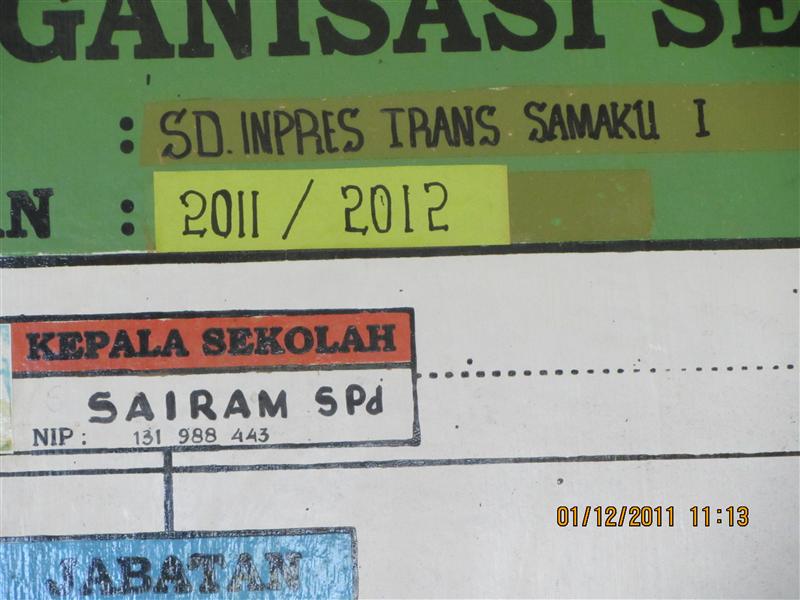 GANISASI SE
: SD. INPRES TRANS SAMAKU I
AN : 2011 / 2012
KEPALA SEKOLAH
SAIRAM SPd
NIP : 131 988 443
JABATAN
01/12/2011 11:13